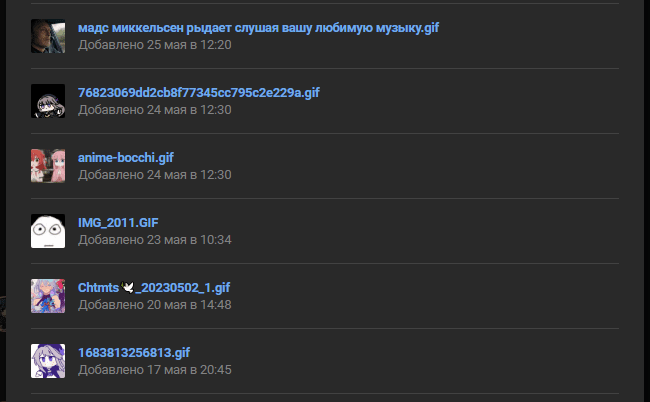 мадс миккельсен рыдает слушая вашу любимую музыку.gif
Добавлено 25 мая в 12:20
76823069dd2cb8f77345cc795c2e229a.gif
Добавлено 24 мая в 12:30
anime-bocchi.gif
Добавлено 24 мая в 12:30
IMG_2011.GIF
Добавлено 23 мая в 10:34
Chtmts🕊_20230502_1.gif
Добавлено 20 мая в 14:48
1683813256813.gif
Добавлено 17 мая в 20:45